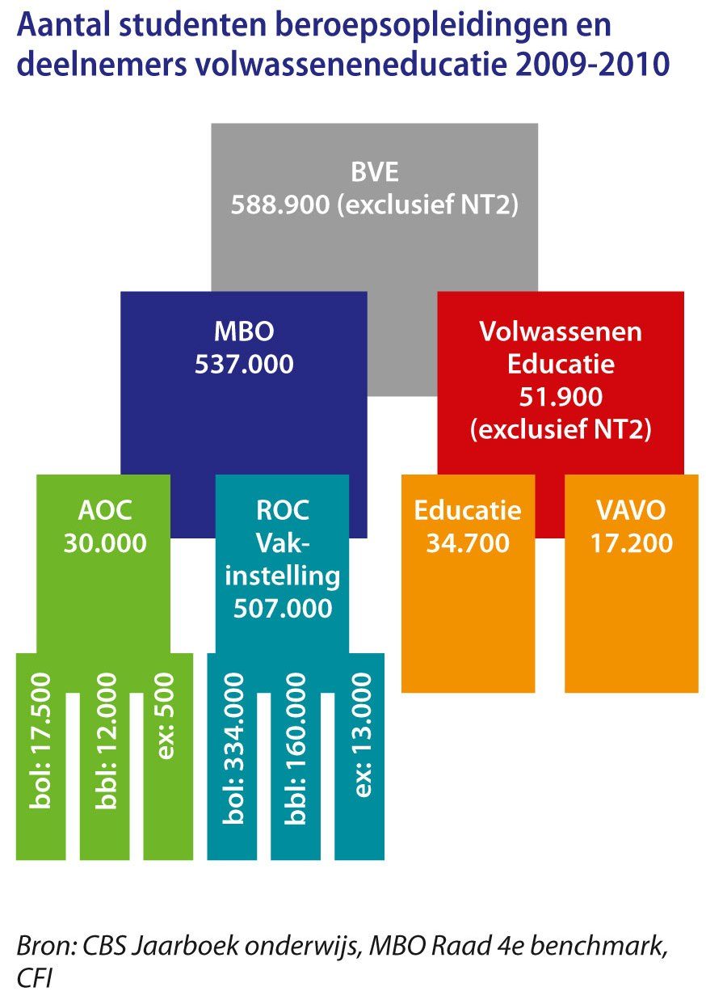 Aantal studenten beroepsopleidingen en
deelnemers volwasseneneducatie 2009-2010
BVE
588.900 (exclusief NT2)
MBO
537.000
Volwassenen
Educatie
51.900
(exclusief NT2)
AOC
30.000
ROC
Vak-
instelling
507.000
Educatie
34.700
VAVO
17.200
bol: 17.500
bbl: 12.000
ex: 500
bol: 334.000
bbl: 160.000
ex: 13.000
Bron: CBS Jaarboek onderwijs, MBO Raad 4e benchmark,
CFI